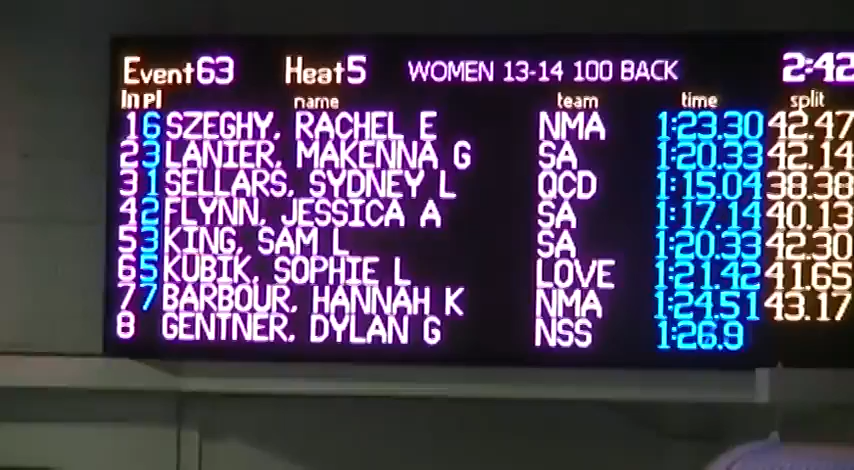 Event 63 Heat 5 WOMEN 13-14 100 BACK 2:42
ln pl name team time split
1 6 SZEGHY, RACHEL E NMA 1:23.30 42.47
2 3 LANIER, MAKENNA G SA 1:20.33 42.14
3 1 SELLARS, SYDNEY L QCD 1:15.04 38.38
4 2 FLYNN, JESSICA A SA 1:17.14 40.13
5 3 KING, SAM L SA 1:20.33 42.30
6 5 KUBIK, SOPHIE L LOVE 1:21.42 41.65
7 7 BARBOUR, HANNAH K NMA 1:24.51 43.17
8 GENTNER, DYLAN G NSS 1:26.9